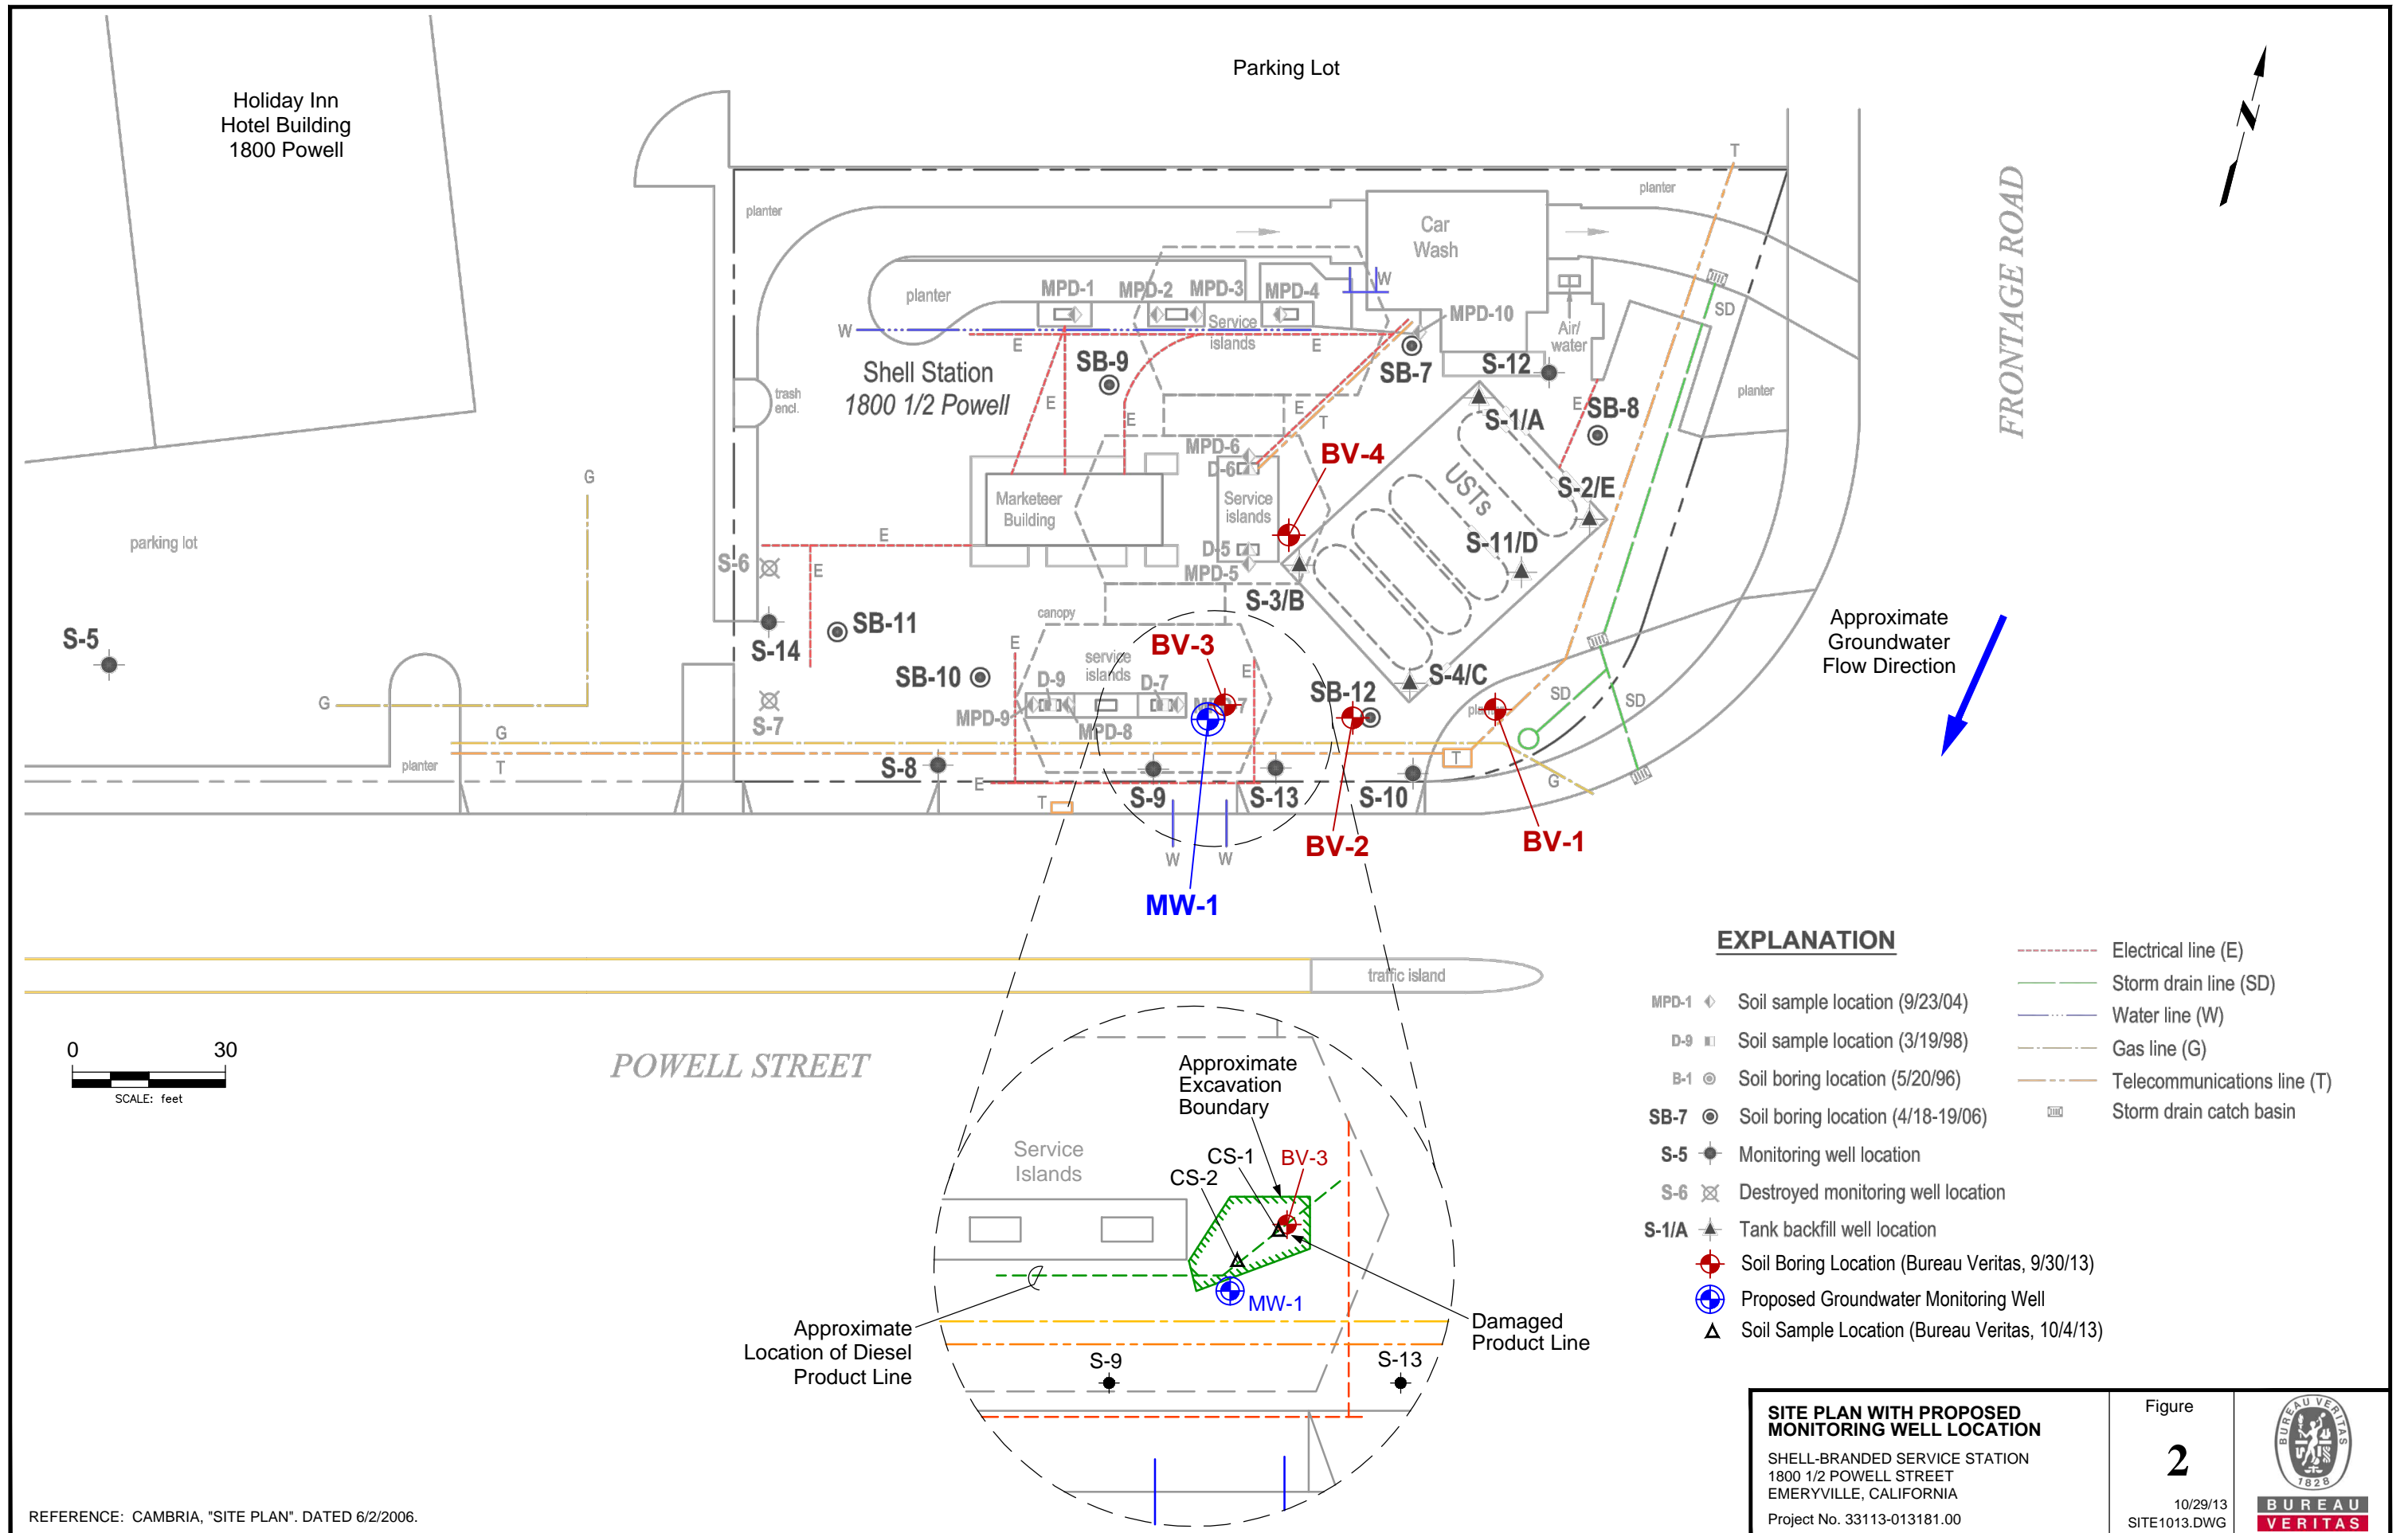 Parking Lot
Holiday Inn
Hotel Building
1800 Powell
N
FRONTAGE ROAD
planter
planter
T
Car
Wash
SD
W
MPD-1
MPD-2
MPD-3
MPD-4
planter
W
Service
islands
E
E
MPD-10
Air/
water
SB-9
SB-7
S-12
planter
Shell Station
1800 1/2 Powell
trash
encl.
E
E
E
T
S-1/A
E
SB-8
MPD-6
D-6
BV-4
USTs
S-2/E
G
Marketeer
Building
Service
islands
parking lot
E
D-5
MPD-5
S-11/D
S-6
E
S-3/B
canopy
Approximate
Groundwater
Flow Direction
S-5
S-14
SB-11
E
service
islands
BV-3
E
SB-10
D-9
D-7
S-4/C
SB-12
SD
SD
G
S-7
MPD-9
MPD-8
G
T
planter
S-8
T
G
E
T
S-9
S-13
S-10
W
W
BV-2
BV-1
MW-1
traffic island
0
30
SCALE: feet
POWELL STREET
Approximate
Excavation
Boundary
Service
Islands
CS-1
CS-2
BV-3
MW-1
Approximate
Location of Diesel
Product Line
Damaged
Product Line
S-9
S-13
EXPLANATION
MPD-1 Soil sample location (9/23/04)
D-9 Soil sample location (3/19/98)
B-1 Soil boring location (5/20/96)
SB-7 Soil boring location (4/18-19/06)
S-5 Monitoring well location
S-6 Destroyed monitoring well location
S-1/A Tank backfill well location
Soil Boring Location (Bureau Veritas, 9/30/13)
Proposed Groundwater Monitoring Well
Soil Sample Location (Bureau Veritas, 10/4/13)
Electrical line (E)
Storm drain line (SD)
Water line (W)
Gas line (G)
Telecommunications line (T)
Storm drain catch basin
SITE PLAN WITH PROPOSED
MONITORING WELL LOCATION
SHELL-BRANDED SERVICE STATION
1800 1/2 POWELL STREET
EMERYVILLE, CALIFORNIA
Project No. 33113-013181.00
Figure
2
10/29/13
SITE1013.DWG
BUREAU VERITAS
1828
BUREAU
VERITAS
REFERENCE: CAMBRIA, "SITE PLAN". DATED 6/2/2006.